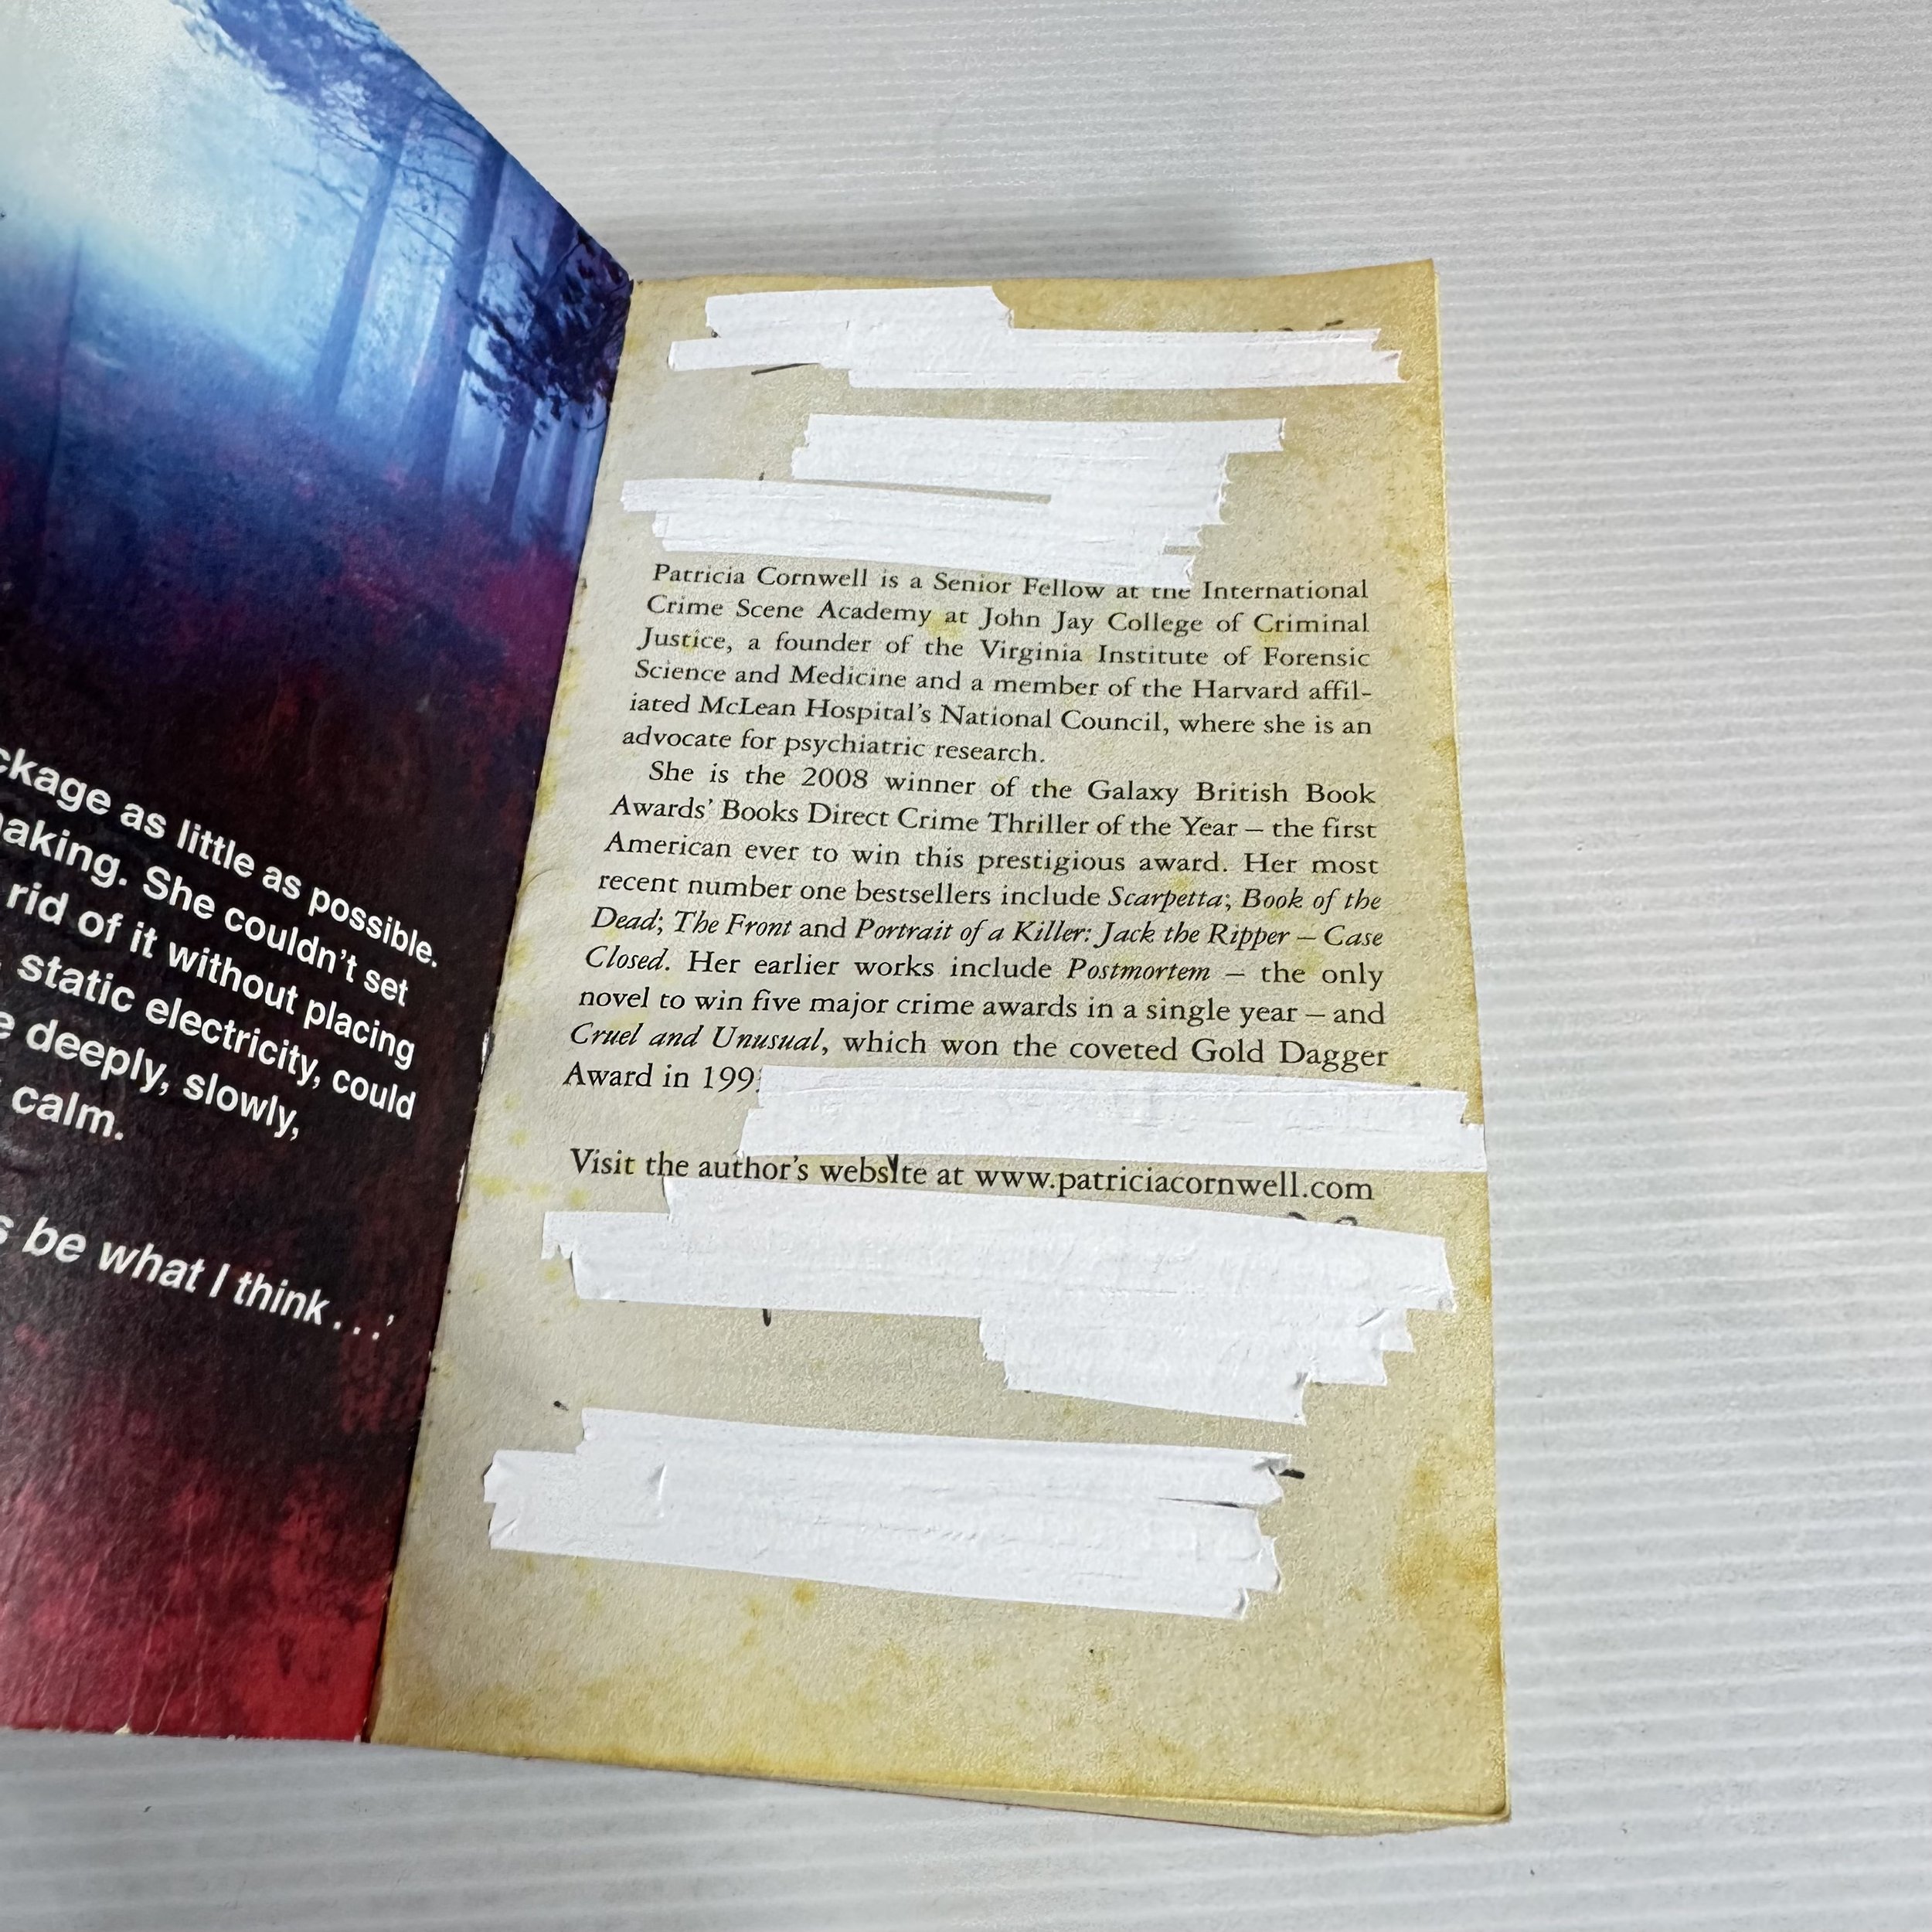 ckage as little as possible.
aking. She couldn't set
rid of it without placing
static electricity, could
deeply, slowly,
calm.
be what I think . . .'
Patricia Cornwell is a Senior Fellow at the International
Crime Scene Academy at John Jay College of Criminal
Justice, a founder of the Virginia Institute of Forensic
Science and Medicine and a member of the Harvard affil-
iated McLean Hospital's National Council, where she is an
advocate for psychiatric research.
She is the 2008 winner of the Galaxy British Book
Awards' Books Direct Crime Thriller of the Year – the first
American ever to win this prestigious award. Her most
recent number one bestsellers include Scarpetta; Book of the
Dead; The Front and Portrait of a Killer: Jack the Ripper – Case
Closed. Her earlier works include Postmortem – the only
novel to win five major crime awards in a single year – and
Cruel and Unusual, which won the coveted Gold Dagger
Award in 199
Visit the author's website at www.patriciacornwell.com